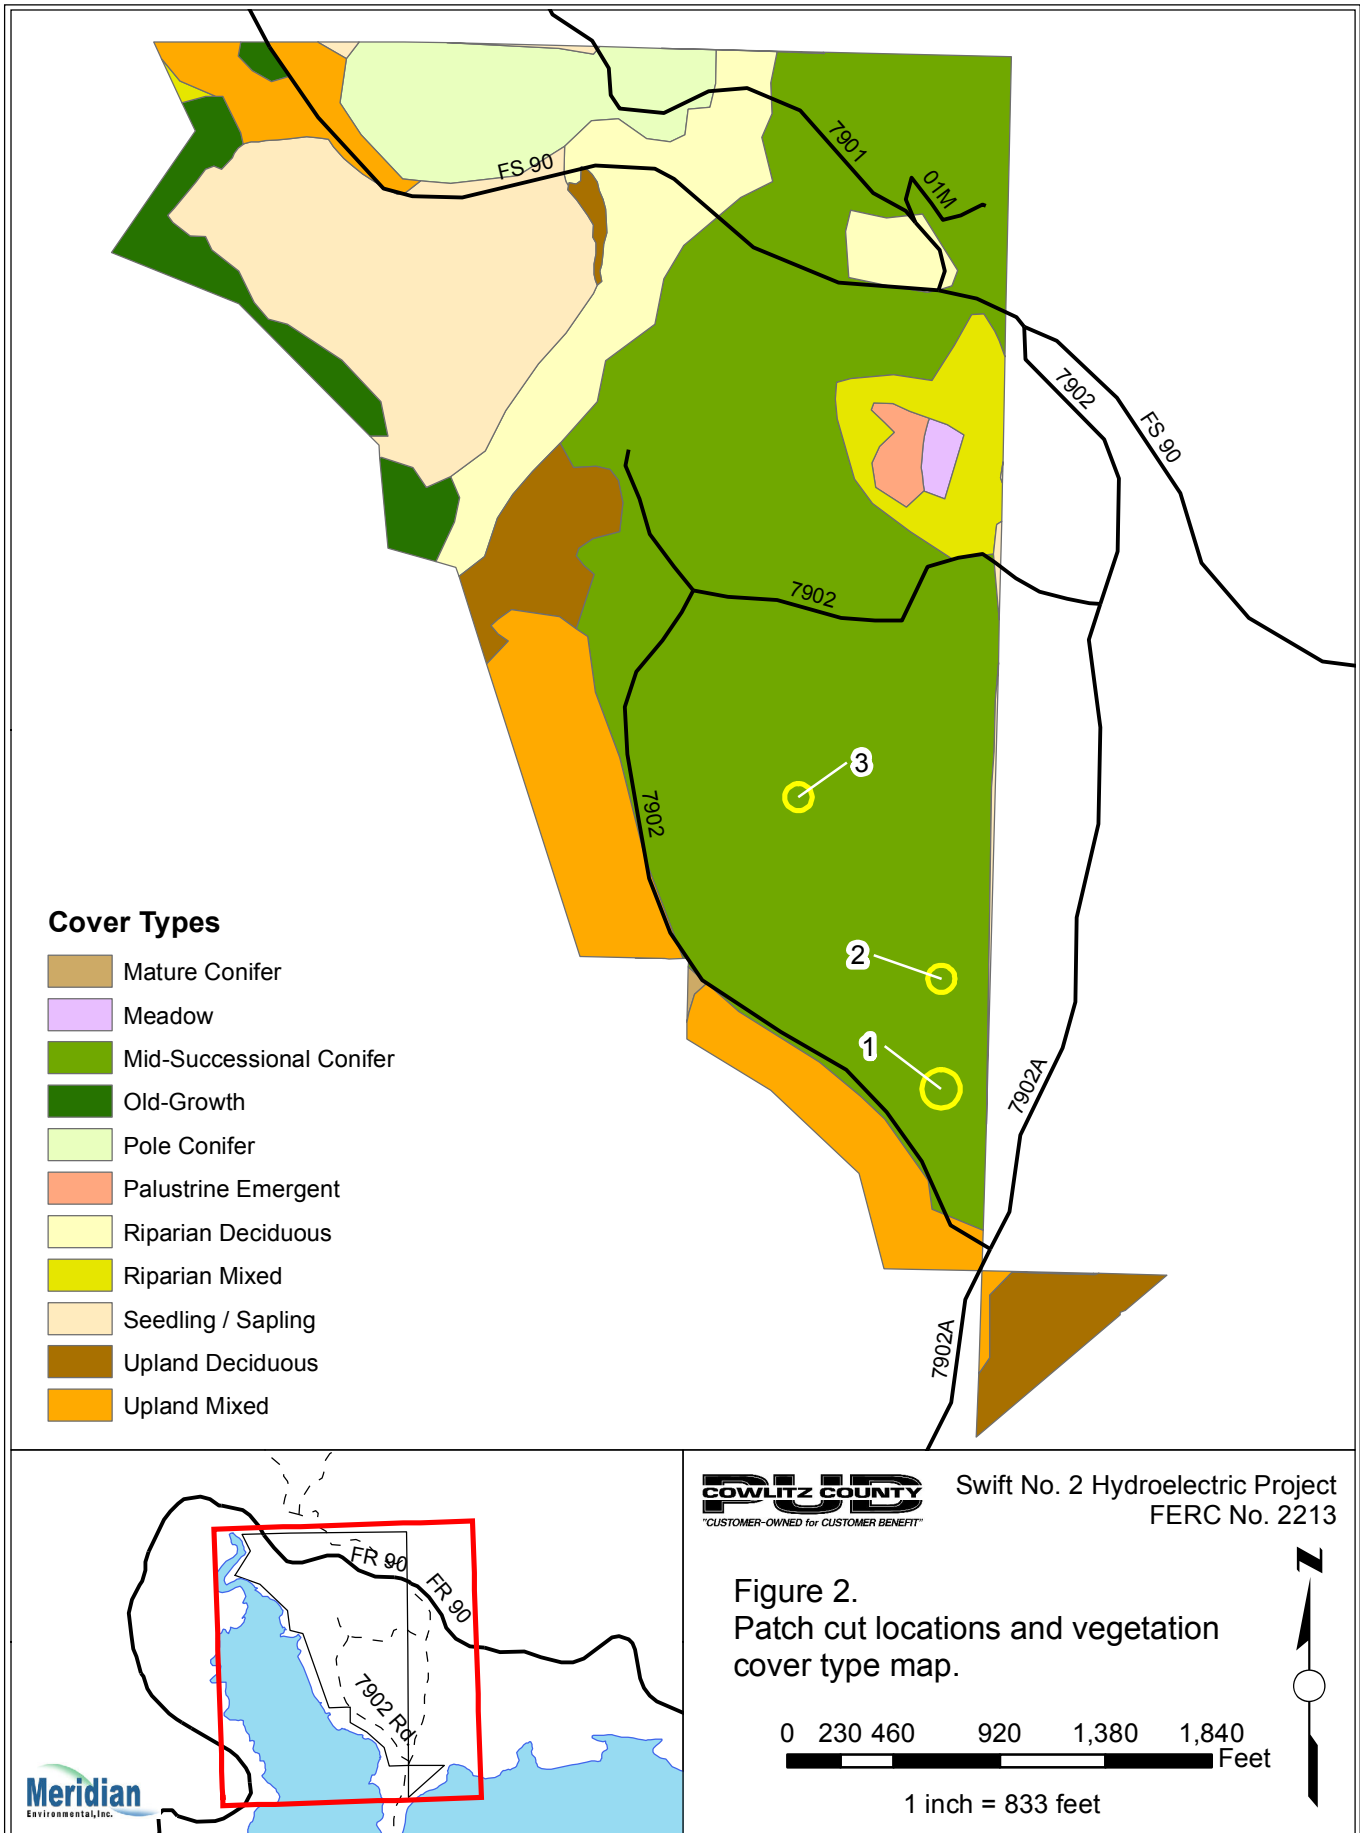 7901
01M
FS 90
7902
FS 90
7902
3
7902
2
1
7902A
7902A
Cover Types
Mature Conifer
Meadow
Mid-Successional Conifer
Old-Growth
Pole Conifer
Palustrine Emergent
Riparian Deciduous
Riparian Mixed
Seedling / Sapling
Upland Deciduous
Upland Mixed
FR 90
FR 90
7902 Rd
Meridian
Environmental, Inc.
PUD
COWLITZ COUNTY
"CUSTOMER-OWNED for CUSTOMER BENEFIT"
Swift No. 2 Hydroelectric Project
FERC No. 2213
Figure 2.
Patch cut locations and vegetation
cover type map.
N
0 230 460 920 1,380 1,840
Feet
1 inch = 833 feet